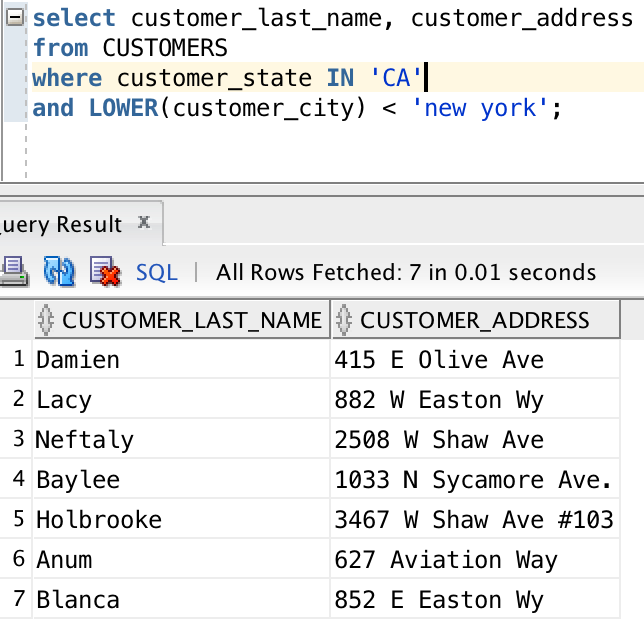 select customer_last_name, customer_address
from CUSTOMERS
where customer_state IN 'CA'
and LOWER(customer_city) < 'new york';
uery Result x
SQL | All Rows Fetched: 7 in 0.01 seconds
CUSTOMER_LAST_NAME CUSTOMER_ADDRESS
1 Damien 415 E Olive Ave
2 Lacy 882 W Easton Wy
3 Neftaly 2508 W Shaw Ave
4 Baylee 1033 N Sycamore Ave.
5 Holbrooke 3467 W Shaw Ave #103
6 Anum 627 Aviation Way
7 Blanca 852 E Easton Wy